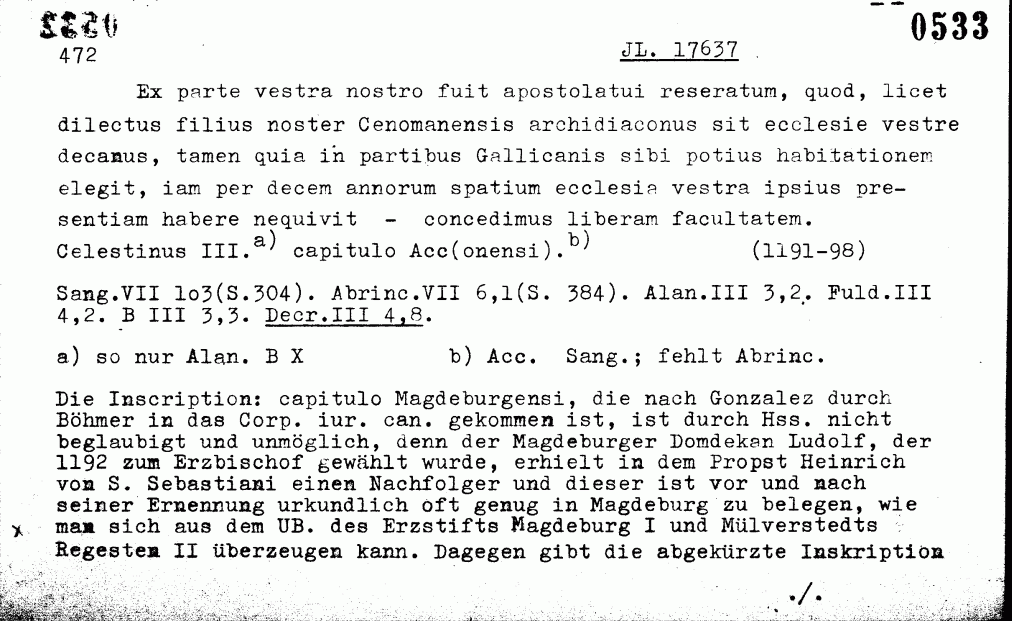 0533
472 JL. 17637
Ex parte vestra nostro fuit apostolatui reseratum, quod, licet
dilectus filius noster Cenomanensis archidiaconus sit ecclesie vestre
decanus, tamen quia in partibus Gallicanis sibi potius habitationem
elegit, iam per decem annorum spatium ecclesia vestra ipsius pre-
sentiam habere nequivit - concedimus liberam facultatem.
Celestinus III.a) capitulo Acc(onensi).b) (1191-98)
Sang.VII lo3(S.304). Abrinc.VII 6,1(S. 384). Alan.III 3,2. Fuld.III
4,2. B III 3,3. Decr.III 4,8.
a) so nur Alan. B X b) Acc. Sang.; fehlt Abrinc.
Die Inscription: capitulo Magdeburgensi, die nach Gonzalez durch
Böhmer in das Corp. iur. can. gekommen ist, ist durch Hss. nicht
beglaubigt und unmöglich, denn der Magdeburger Domdekan Ludolf, der
1192 zum Erzbischof gewählt wurde, erhielt in dem Propst Heinrich
von S. Sebastiani einen Nachfolger und dieser ist vor und nach
seiner Ernennung urkundlich oft genug in Magdeburg zu belegen, wie
x man sich aus dem UB. des Erzstifts Magdeburg I und Mülverstedts
Regesten II überzeugen kann. Dagegen gibt die abgekürzte Inskription
./.